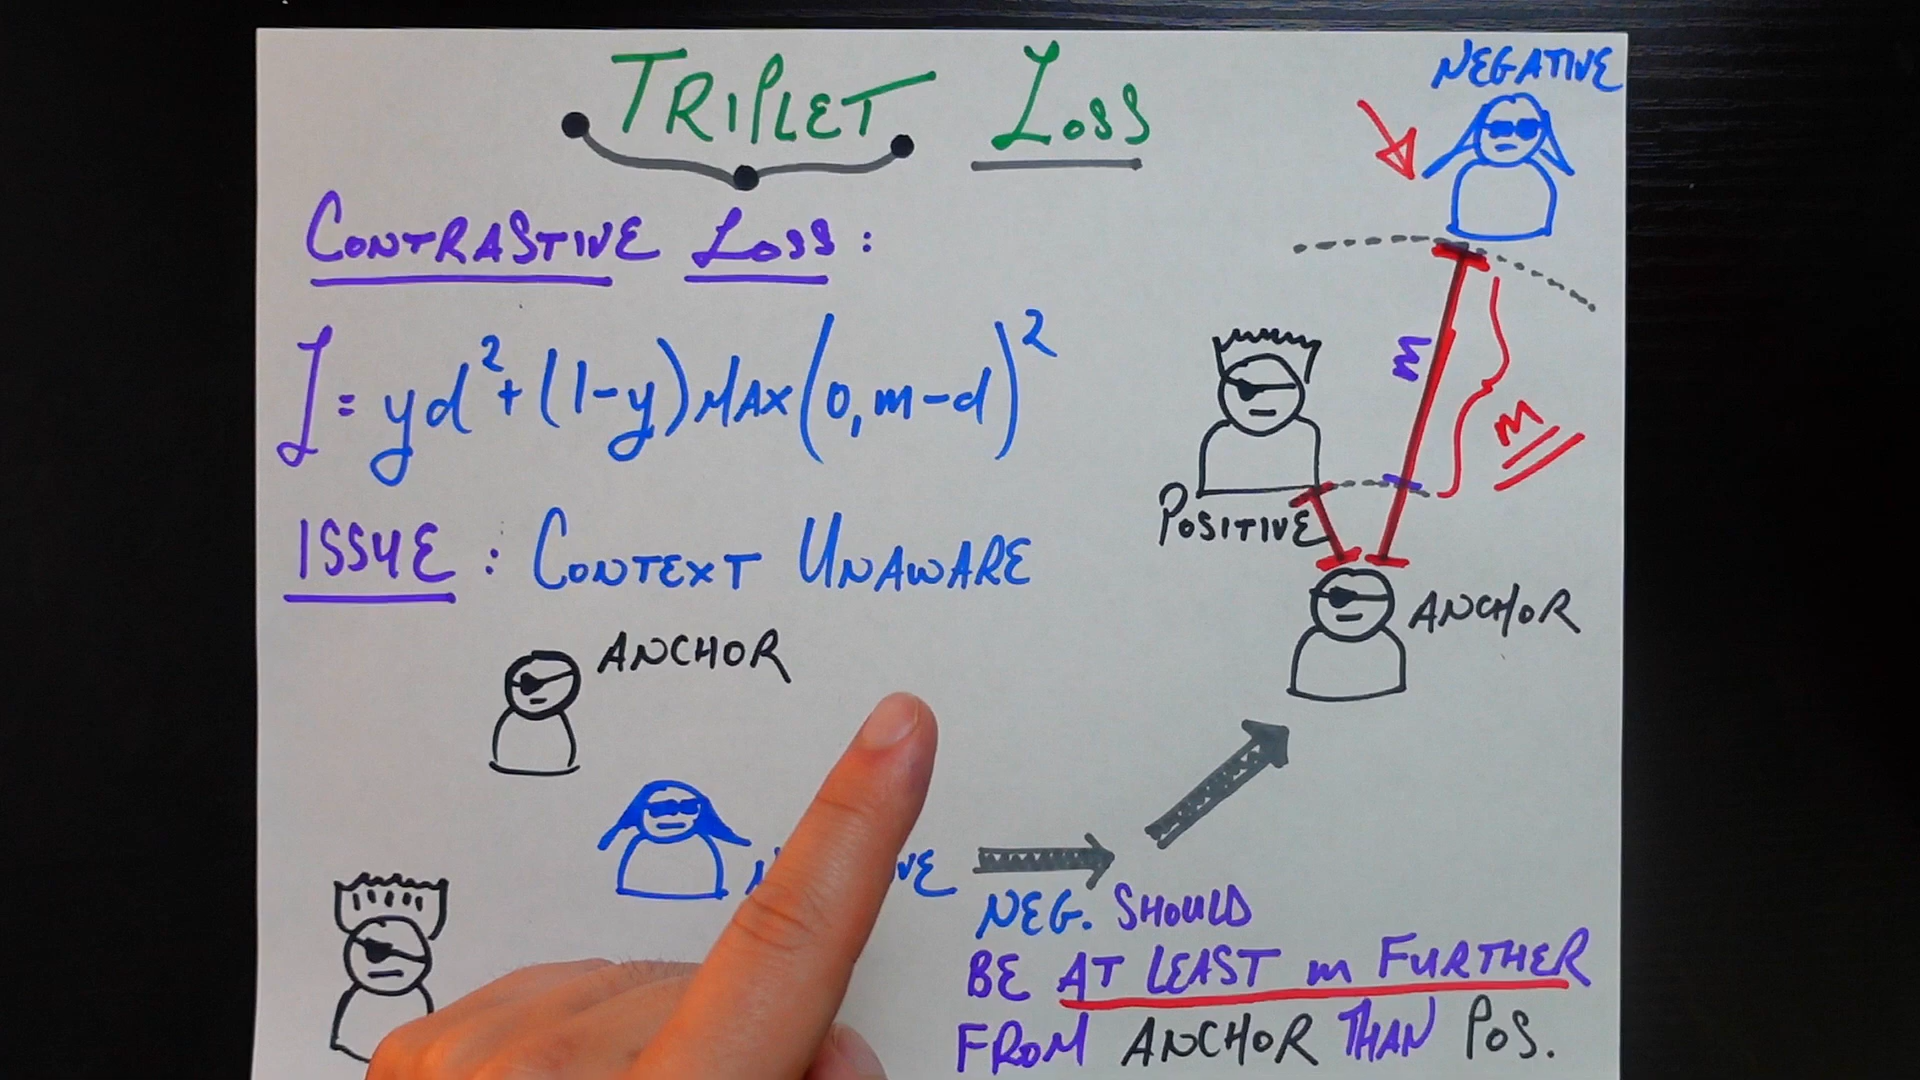 TRIPLET LOSS
CONTRASTIVE LOSS:
L = yd² + (1-y) MAX(0, m-d)²
ISSUE: CONTEXT UNAWARE
ANCHOR
NEG. SHOULD
BE AT LEAST m FURTHER
FROM ANCHOR THAN POS.
NEGATIVE
m
m
POSITIVE
ANCHOR